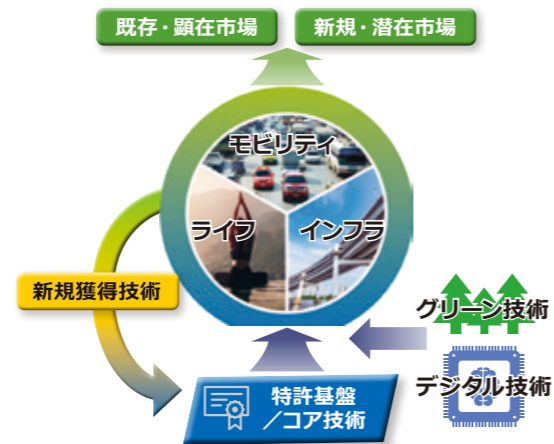 既存・顕在市場
新規・潜在市場
モビリティ
ライフ
インフラ
新規獲得技術
グリーン技術
デジタル技術
特許基盤
／コア技術